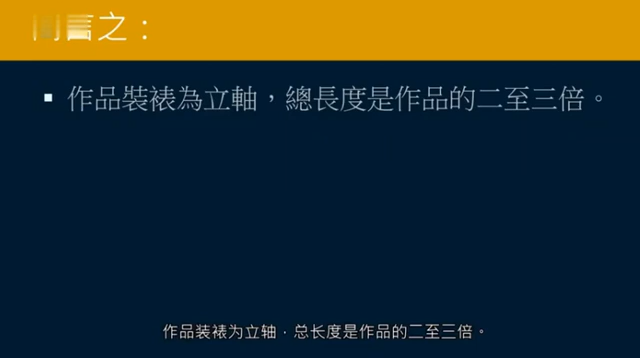 言之：
▪ 作品裝裱為立軸，總長度是作品的二至三倍。
作品装裱为立轴，总长度是作品的二至三倍。